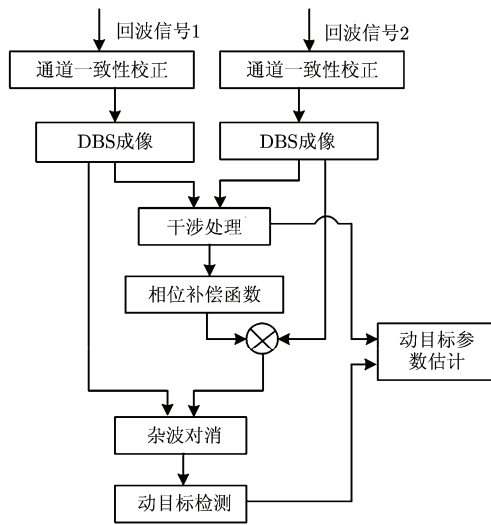 回波信号1
回波信号2
通道一致性校正
通道一致性校正
DBS成像
DBS成像
干涉处理
相位补偿函数
动目标参
数估计
杂波对消
动目标检测